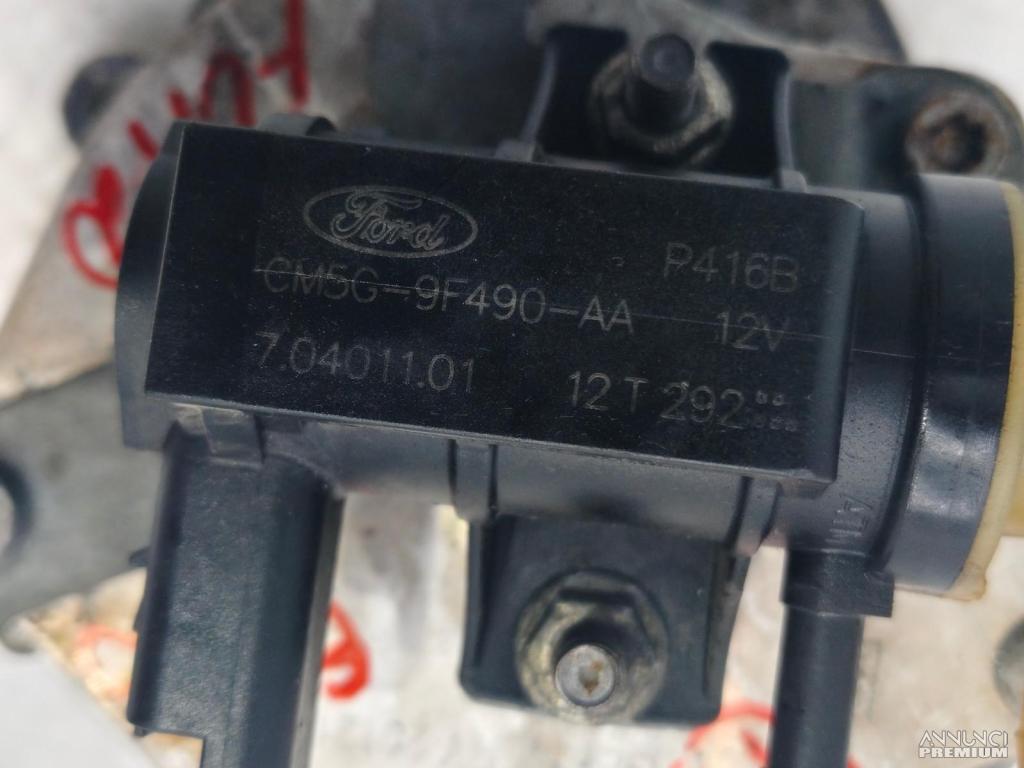 Ford
P416B
CM5G-9F490-AA
12V
7.04011.01
12 T 292
ANNUNCI
PREMIUM